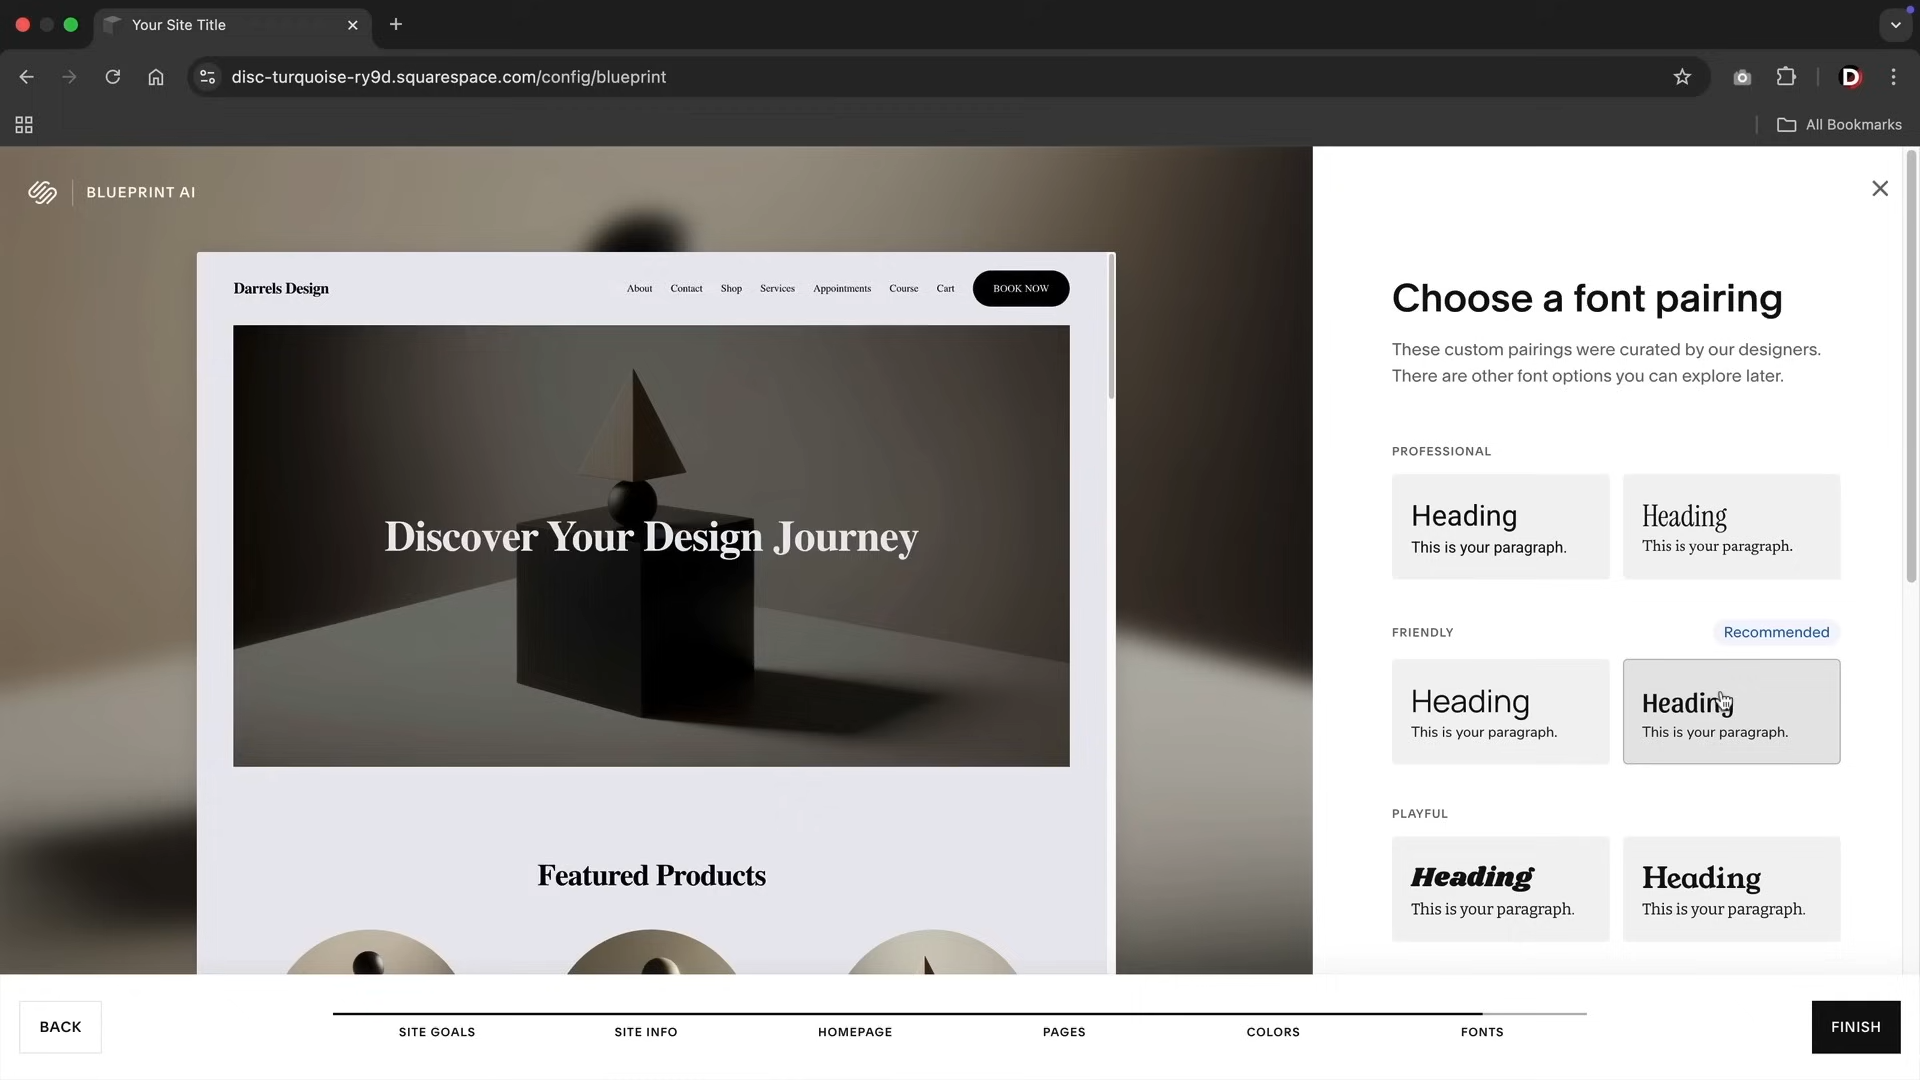 Your Site Title
disc-turquoise-ry9d.squarespace.com/config/blueprint
D
All Bookmarks
BLUEPRINT AI
Darrels Design
About Contact Shop Services Appointments Course Cart BOOK NOW
Discover Your Design Journey
Featured Products
Choose a font pairing
These custom pairings were curated by our designers.
There are other font options you can explore later.
PROFESSIONAL
Heading
This is your paragraph.
Heading
This is your paragraph.
FRIENDLY
Recommended
Heading
This is your paragraph.
Heading
This is your paragraph.
PLAYFUL
Heading
This is your paragraph.
Heading
This is your paragraph.
BACK
SITE GOALS SITE INFO HOMEPAGE PAGES COLORS FONTS
FINISH